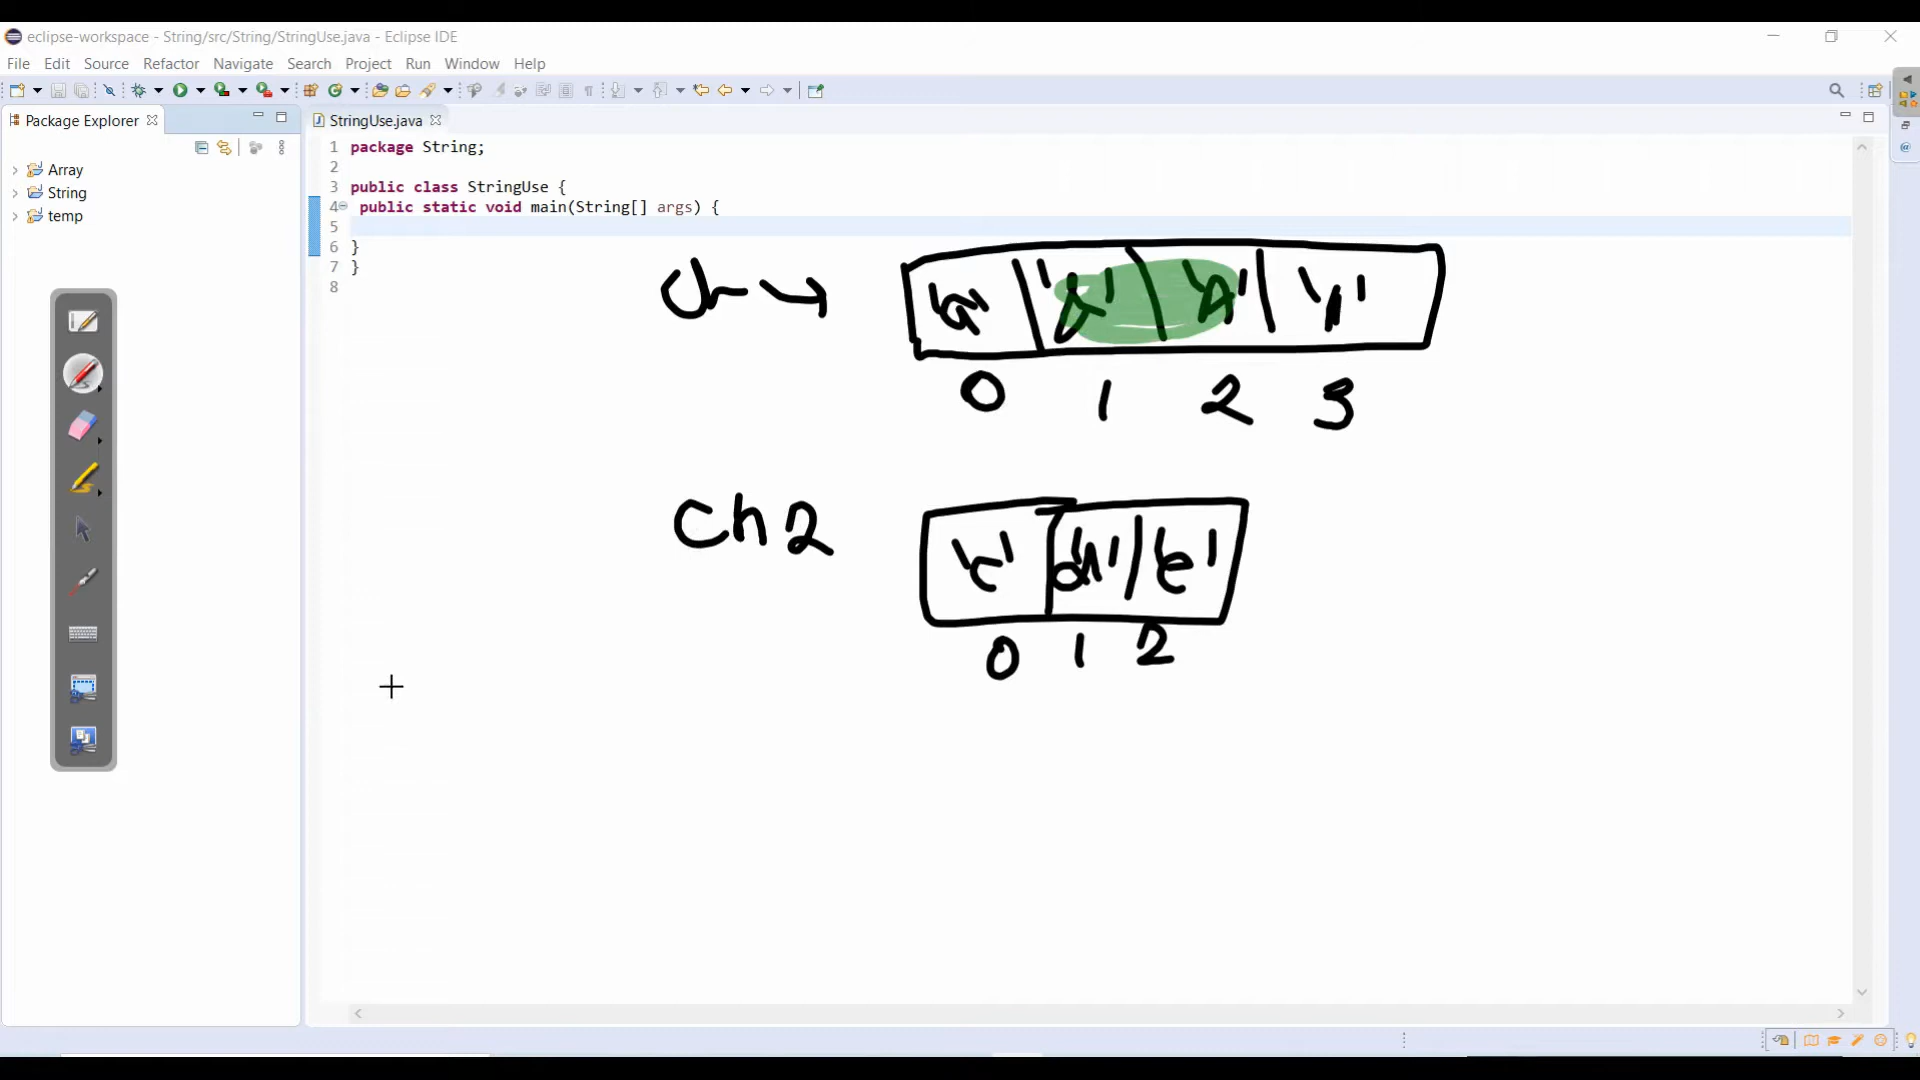 eclipse-workspace - String/src/String/StringUse.java - Eclipse IDE
File Edit Source Refactor Navigate Search Project Run Window Help
Package Explorer
StringUse.java
Array
String
temp
1 package String;
2
3 public class StringUse {
4 public static void main(String[] args) {
5
6 }
7 }
8
ch →
'a'
0 1 2 3
ch2
'c' 'd' 'e'
0 1 2